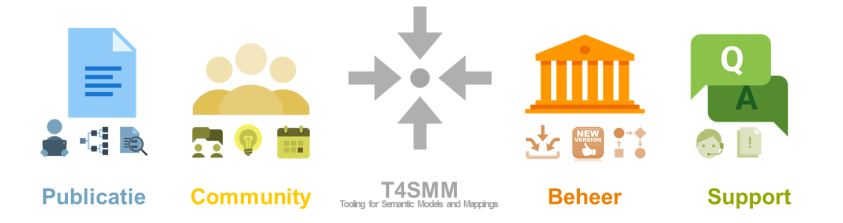 Q
A
NEW
VERSION
!
Publicatie
Community
T4SMM
Tooling for Semantic Models and Mappings
Beheer
Support